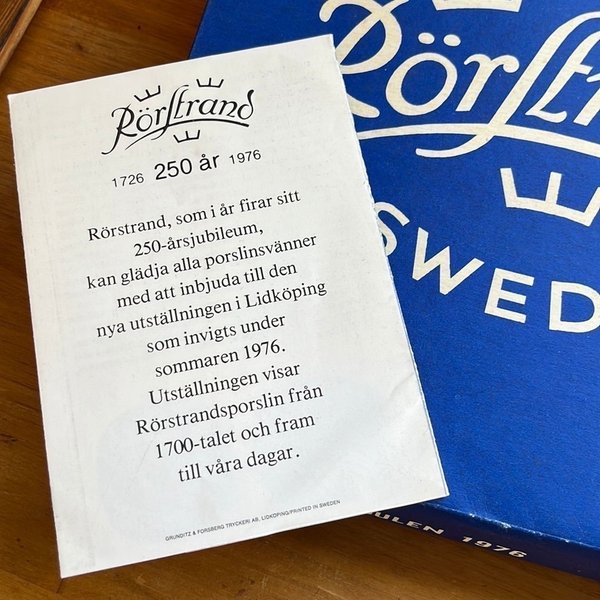 Rörstrand
1726 250 år 1976
Rörstrand, som i år firar sitt
250-årsjubileum,
kan glädja alla porslinsvänner
med att inbjuda till den
nya utställningen i Lidköping
som invigts under
sommaren 1976.
Utställningen visar
Rörstrandsporslin från
1700-talet och fram
till våra dagar.
GRUNDITZ & FORSBERG TRYCKERI AB, LIDKÖPING/PRINTED IN SWEDEN
Rörstr
SWED
ULEN 1976